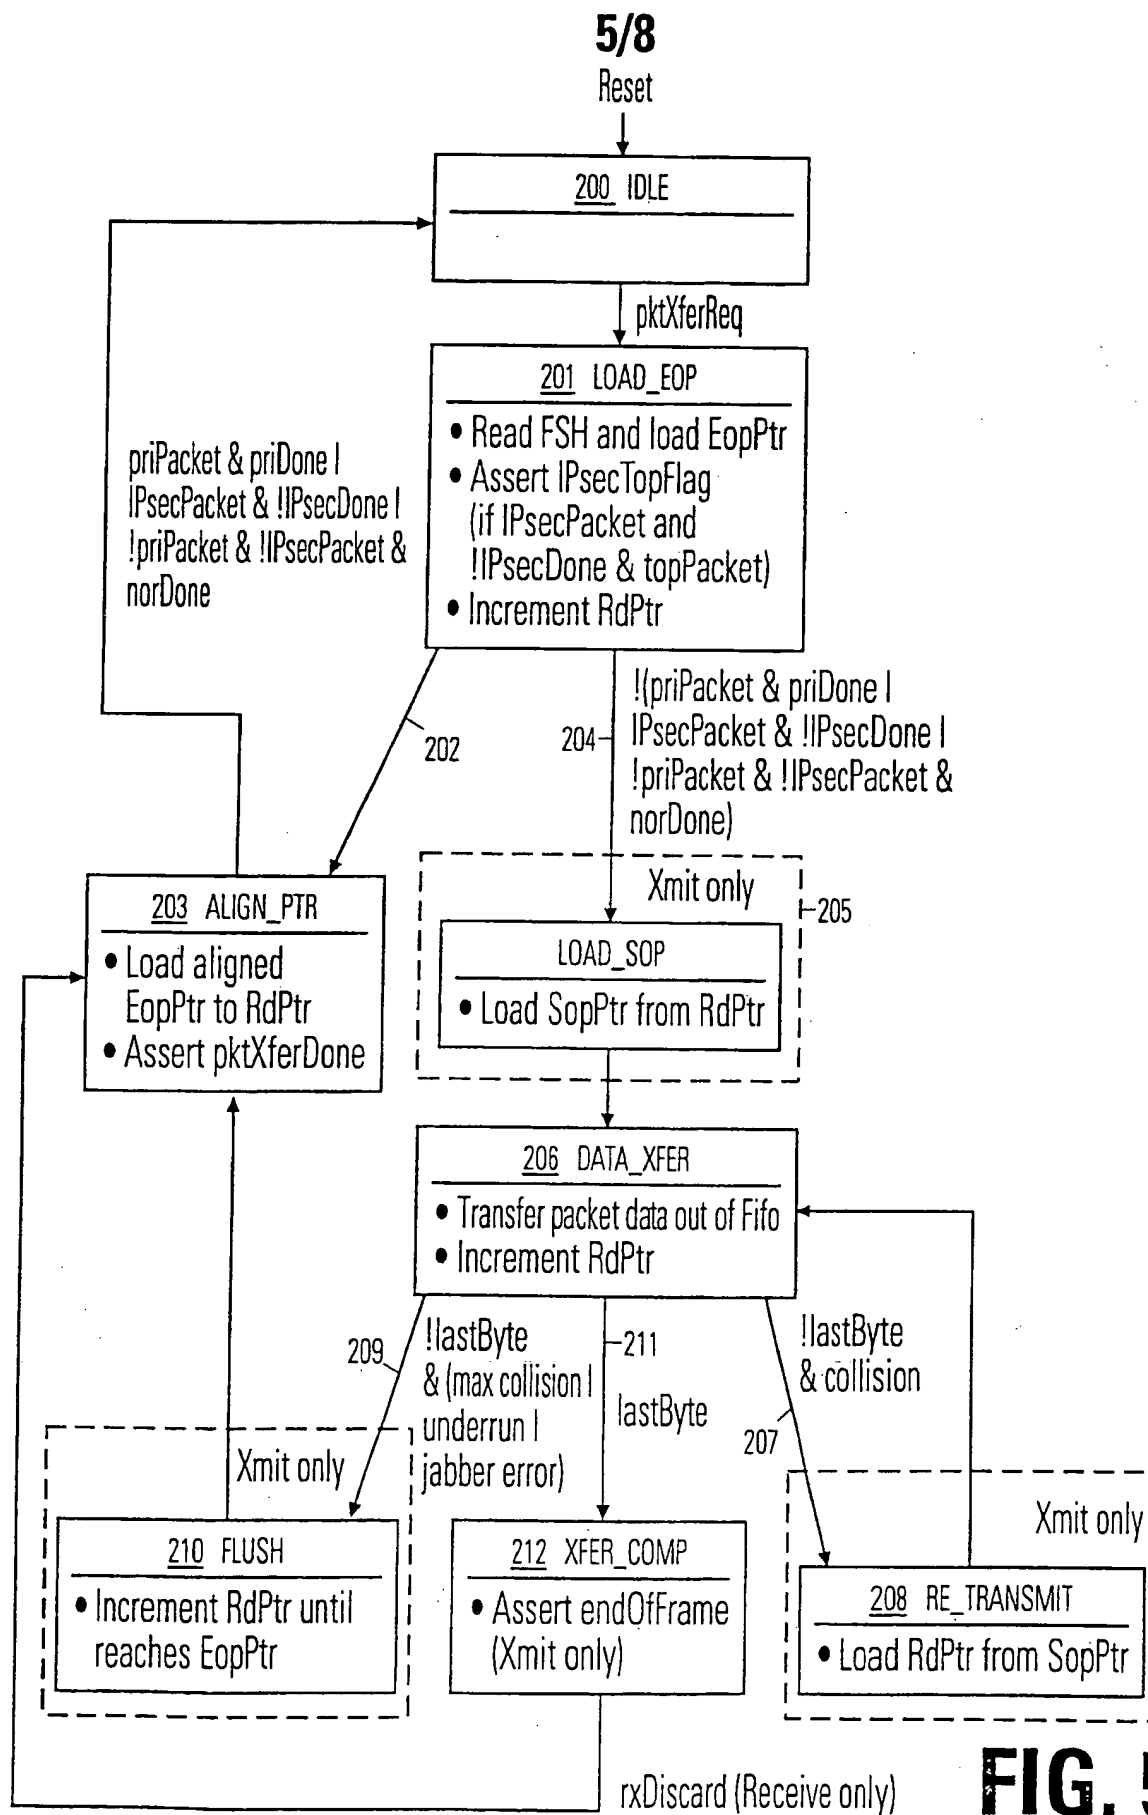 5/8
Reset
200 IDLE
pktXferReq
201 LOAD_EOP
• Read FSH and load EopPtr
• Assert IPsecTopFlag
(if IPsecPacket and
!IPsecDone & topPacket)
• Increment RdPtr
priPacket & priDone |
IPsecPacket & !IPsecDone |
!priPacket & !IPsecPacket &
norDone
202
204
!(priPacket & priDone |
IPsecPacket & !IPsecDone |
!priPacket & !IPsecPacket &
norDone)
203 ALIGN_PTR
• Load aligned
EopPtr to RdPtr
• Assert pktXferDone
Xmit only
205
LOAD_SOP
• Load SopPtr from RdPtr
206 DATA_XFER
• Transfer packet data out of Fifo
• Increment RdPtr
209
!lastByte
& (max collision |
underrun |
jabber error)
211
lastByte
!lastByte
& collision
207
Xmit only
210 FLUSH
• Increment RdPtr until
reaches EopPtr
212 XFER_COMP
• Assert endOfFrame
(Xmit only)
Xmit only
208 RE_TRANSMIT
• Load RdPtr from SopPtr
rxDiscard (Receive only)
FIG. 5